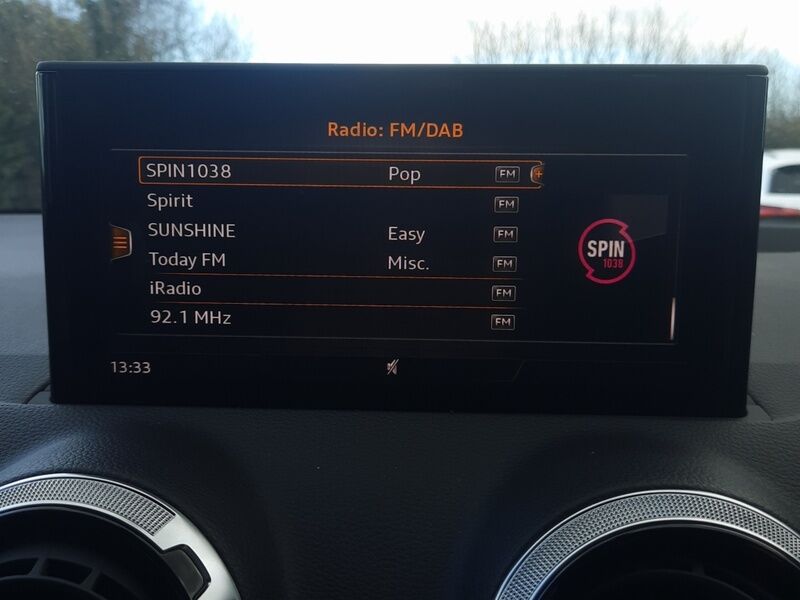 Radio: FM/DAB
SPIN1038 Pop FM
Spirit FM
SUNSHINE Easy FM
Today FM Misc. FM
iRadio FM
92.1 MHz FM
SPIN
1038
13:33